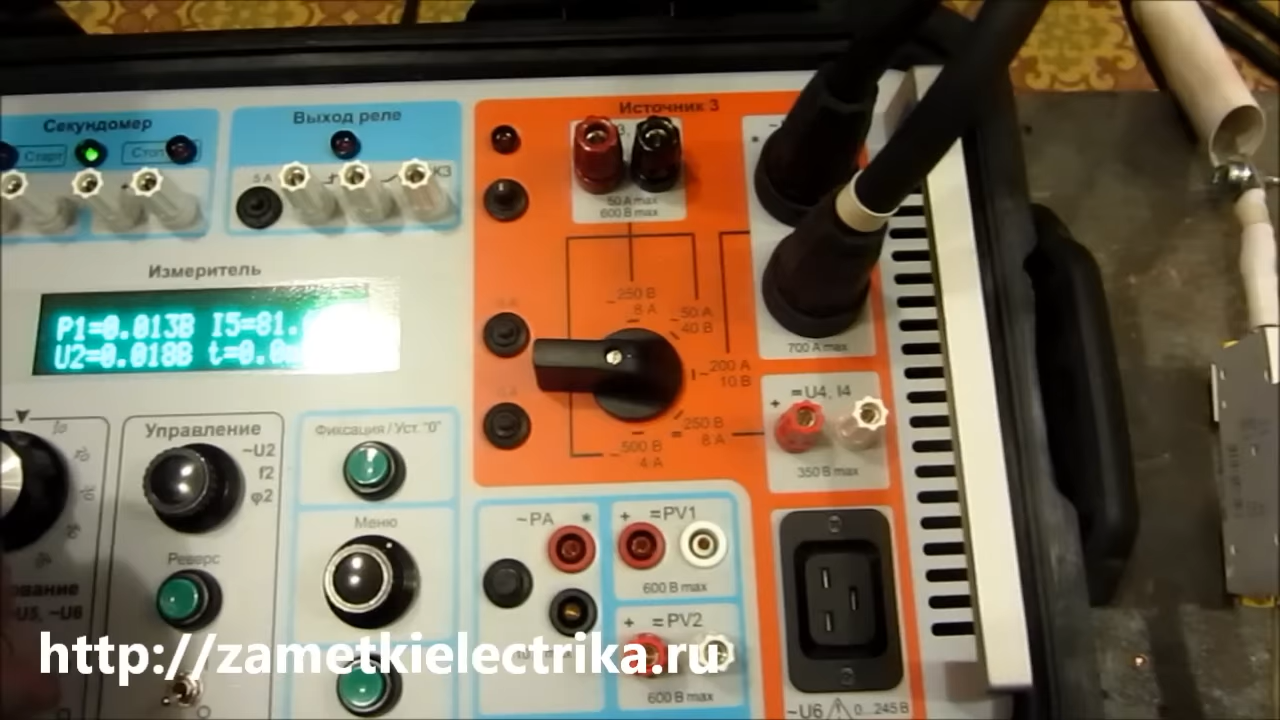 Секундомер
Старт
Стоп
Выход реле
5 А
К3
Источник 3
50 А max
600 В max
700 А max
~250 В
8 А
~50 А
40 В
~200 А
10 В
=250 В
8 А
~500 В
4 А
+ =U4, I4
350 В max
Измеритель
P1=0.013В I5=81.
U2=0.018В t=0.0
Управление
~U2
f2
φ2
Реверс
Фиксация / Уст. "0"
Меню
~PA *
+ ≂PV1
600 В max
+ ≂PV2
600 В max
~U6 0...245 В
~U6
http://zametkielectrika.ru